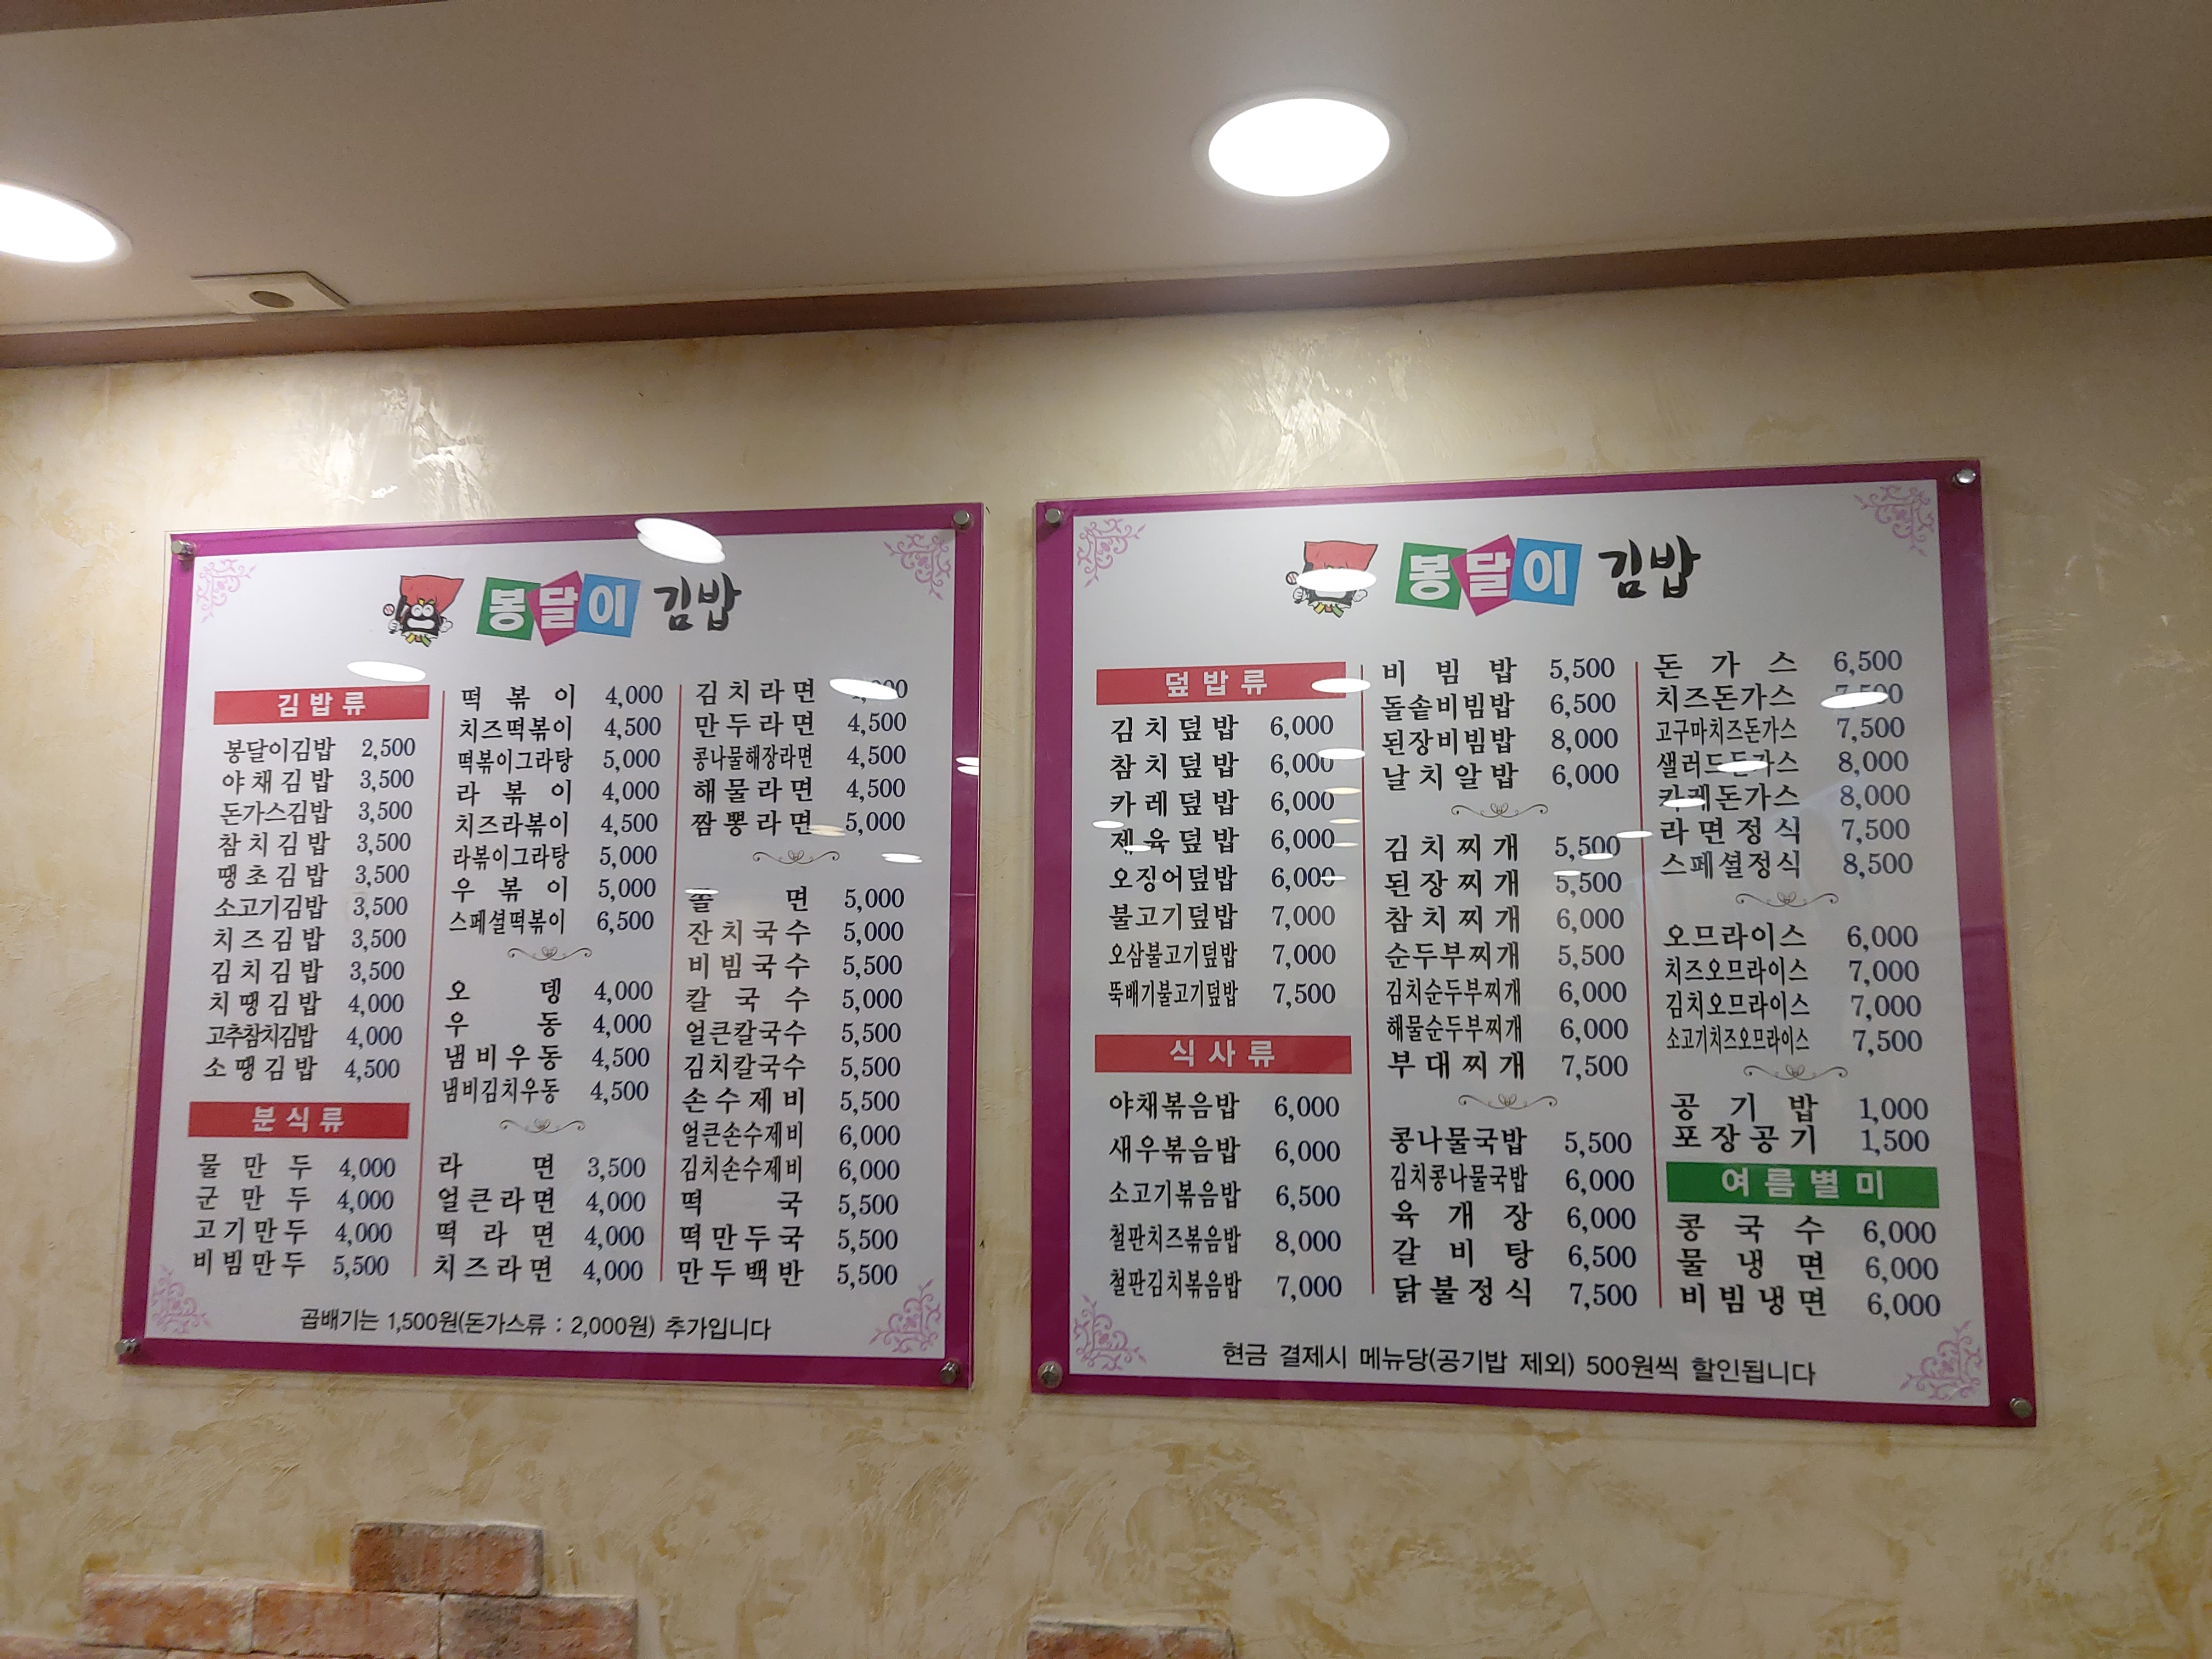 봉달이 김밥
김밥류
봉달이김밥 2,500
야채김밥 3,500
돈가스김밥 3,500
참치김밥 3,500
땡초김밥 3,500
소고기김밥 3,500
치즈김밥 3,500
김치김밥 3,500
치땡김밥 4,000
고추참치김밥 4,000
소땡김밥 4,500
분식류
물만두 4,000
군만두 4,000
고기만두 4,000
비빔만두 5,500
떡볶이 4,000
치즈떡볶이 4,500
떡볶이그라탕 5,000
라볶이 4,000
치즈라볶이 4,500
라볶이그라탕 5,000
우볶이 5,000
스페셜떡볶이 6,500
오뎅 4,000
우동 4,000
냄비우동 4,500
냄비김치우동 4,500
라면 3,500
얼큰라면 4,000
떡라면 4,000
치즈라면 4,000
김치라면
만두라면 4,500
콩나물해장라면 4,500
해물라면 4,500
짬뽕라면 5,000
쫄면 5,000
잔치국수 5,000
비빔국수 5,500
칼국수 5,000
얼큰칼국수 5,500
김치칼국수 5,500
손수제비 5,500
얼큰손수제비 6,000
김치손수제비 6,000
떡국 5,500
떡만두국 5,500
만두백반 5,500
곱배기는 1,500원(돈가스류 : 2,000원) 추가입니다
봉달이 김밥
덮밥류
김치덮밥 6,000
참치덮밥 6,000
카레덮밥 6,000
제육덮밥 6,000
오징어덮밥 6,000
불고기덮밥 7,000
오삼불고기덮밥 7,000
뚝배기불고기덮밥 7,500
식사류
야채볶음밥 6,000
새우볶음밥 6,000
소고기볶음밥 6,500
철판치즈볶음밥 8,000
철판김치볶음밥 7,000
비빔밥 5,500
돌솥비빔밥 6,500
된장비빔밥 8,000
날치알밥 6,000
김치찌개 5,500
된장찌개 5,500
참치찌개 6,000
순두부찌개 5,500
김치순두부찌개 6,000
해물순두부찌개 6,000
부대찌개 7,500
콩나물국밥 5,500
김치콩나물국밥 6,000
육개장 6,000
갈비탕 6,500
닭불정식 7,500
돈가스 6,500
치즈돈가스
고구마치즈돈가스 7,500
샐러드돈가스 8,000
카레돈가스 8,000
라면정식 7,500
스페셜정식 8,500
오므라이스 6,000
치즈오므라이스 7,000
김치오므라이스 7,000
소고기치즈오므라이스 7,500
공기밥 1,000
포장공기 1,500
여름별미
콩국수 6,000
물냉면 6,000
비빔냉면 6,000
현금 결제시 메뉴당(공기밥 제외) 500원씩 할인됩니다